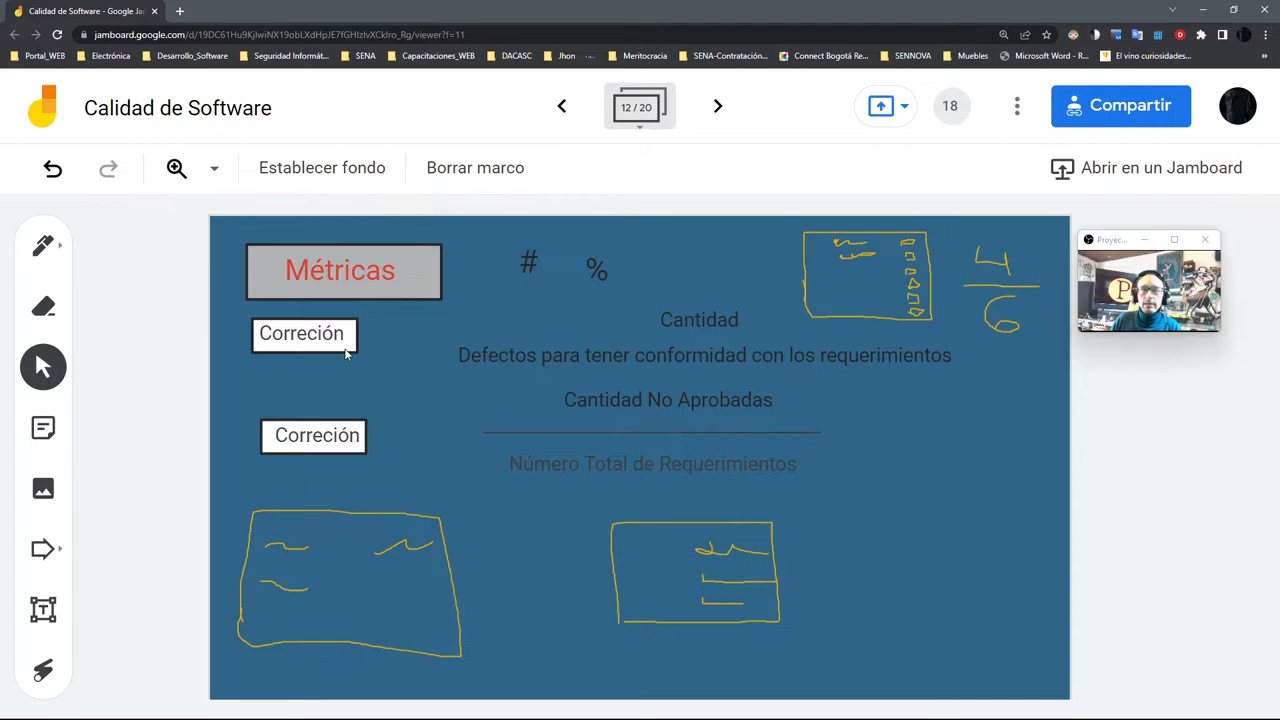 Calidad de Software - Google Ja
jamboard.google.com/d/19DC61Hu9KjIwiNX19obLXdHpJE7fGHIzlvXCkIro_Rg/viewer?f=11
Portal_WEB Electrónica Desarrollo_Software Seguridad Informát... SENA Capacitaciones_WEB DACASC Jhon Meritocracia SENA-Contratación... Connect Bogotá Re... SENNOVA Muebles Microsoft Word - R... El vino curiosidades...
Calidad de Software
12 / 20
18
Compartir
Establecer fondo
Borrar marco
Abrir en un Jamboard
Proyec...
Métricas
# %
4
6
Correción
Cantidad
Defectos para tener conformidad con los requerimientos
Cantidad No Aprobadas
Correción
Número Total de Requerimientos
P